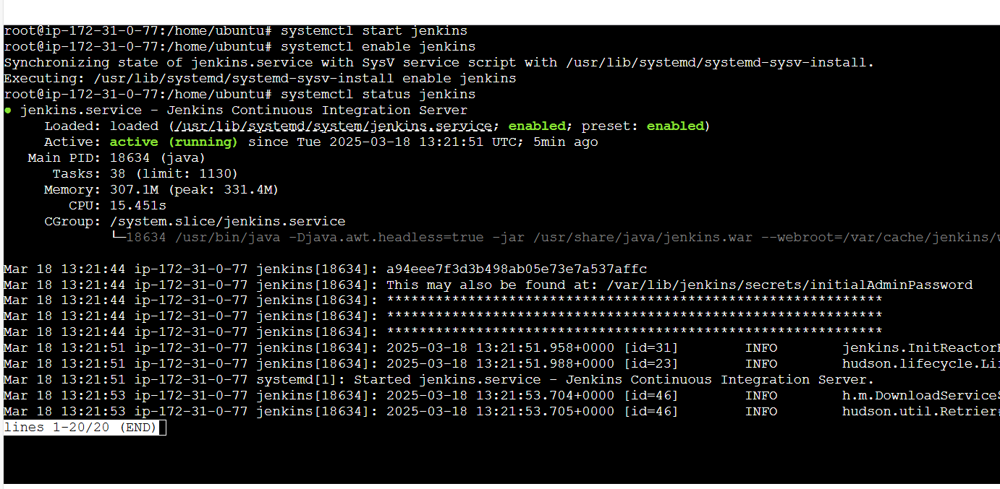 root@ip-172-31-0-77:/home/ubuntu# systemctl start jenkins
root@ip-172-31-0-77:/home/ubuntu# systemctl enable jenkins
Synchronizing state of jenkins.service with SysV service script with /usr/lib/systemd/systemd-sysv-install.
Executing: /usr/lib/systemd/systemd-sysv-install enable jenkins
root@ip-172-31-0-77:/home/ubuntu# systemctl status jenkins
● jenkins.service - Jenkins Continuous Integration Server
Loaded: loaded (/usr/lib/systemd/system/jenkins.service; enabled; preset: enabled)
Active: active (running) since Tue 2025-03-18 13:21:51 UTC; 5min ago
Main PID: 18634 (java)
Tasks: 38 (limit: 1130)
Memory: 307.1M (peak: 331.4M)
CPU: 15.451s
CGroup: /system.slice/jenkins.service
└─18634 /usr/bin/java -Djava.awt.headless=true -jar /usr/share/java/jenkins.war --webroot=/var/cache/jenkins/
Mar 18 13:21:44 ip-172-31-0-77 jenkins[18634]: a94eee7f3d3b498ab05e73e7a537affc
Mar 18 13:21:44 ip-172-31-0-77 jenkins[18634]: This may also be found at: /var/lib/jenkins/secrets/initialAdminPassword
Mar 18 13:21:44 ip-172-31-0-77 jenkins[18634]: *************************************************************
Mar 18 13:21:44 ip-172-31-0-77 jenkins[18634]: *************************************************************
Mar 18 13:21:44 ip-172-31-0-77 jenkins[18634]: *************************************************************
Mar 18 13:21:51 ip-172-31-0-77 jenkins[18634]: 2025-03-18 13:21:51.958+0000 [id=31] INFO jenkins.InitReactor
Mar 18 13:21:51 ip-172-31-0-77 jenkins[18634]: 2025-03-18 13:21:51.988+0000 [id=23] INFO hudson.lifecycle.Li
Mar 18 13:21:51 ip-172-31-0-77 systemd[1]: Started jenkins.service - Jenkins Continuous Integration Server.
Mar 18 13:21:53 ip-172-31-0-77 jenkins[18634]: 2025-03-18 13:21:53.704+0000 [id=46] INFO h.m.DownloadService
Mar 18 13:21:53 ip-172-31-0-77 jenkins[18634]: 2025-03-18 13:21:53.705+0000 [id=46] INFO hudson.util.Retrier
lines 1-20/20 (END)